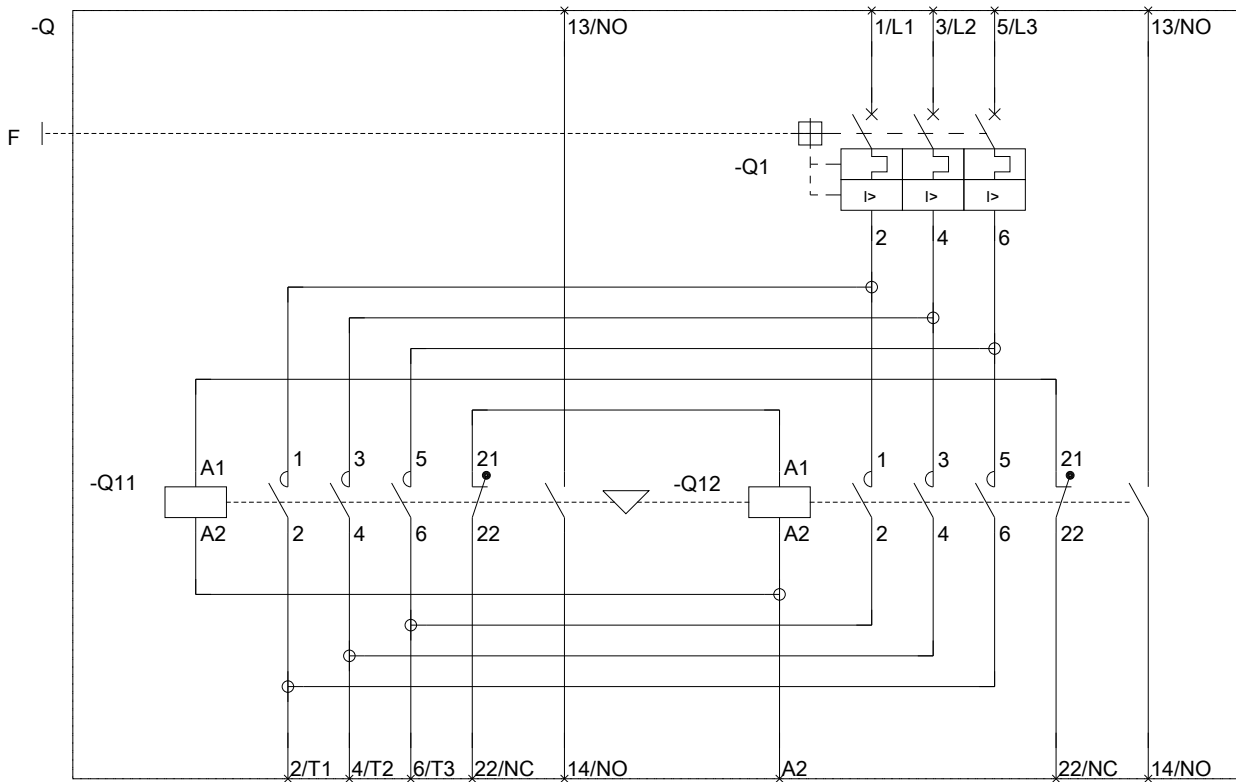 -Q 13/NO 1/L1 3/L2 5/L3 13/NO
F
-Q1
I> I> I>
2 4 6
1 3 5 21 1 3 5 21
-Q11 A1 -Q12 A1
A2 2 4 6 22 A2 2 4 6 22
2/T1 4/T2 6/T3 22/NC 14/NO A2 22/NC 14/NO